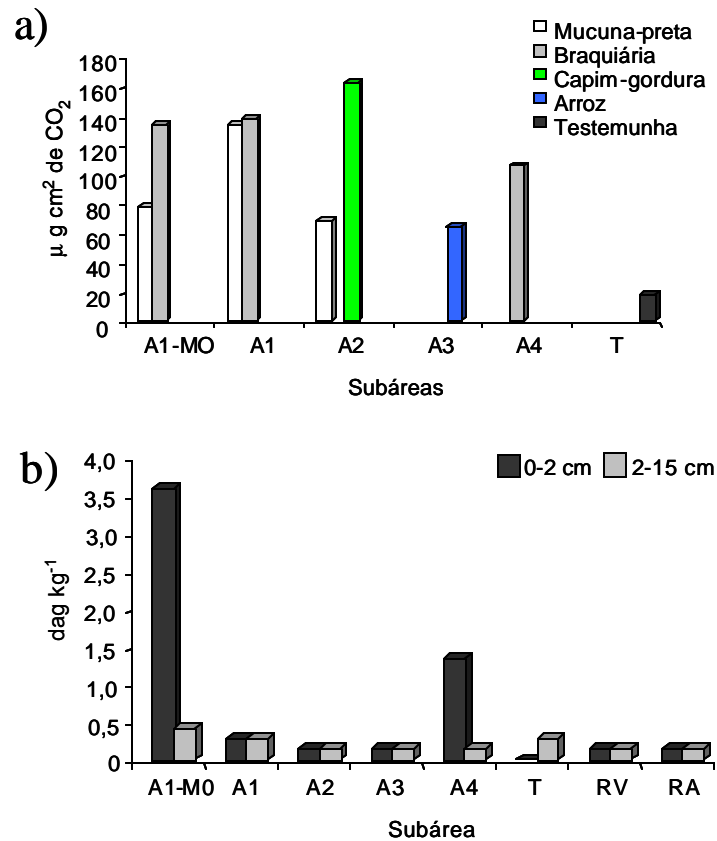 a)
Mucuna-preta
Braquiária
Capim-gordura
Arroz
Testemunha
µ g cm² de CO₂
180
160
140
120
100
80
60
40
20
0
A1-MO A1 A2 A3 A4 T
Subáreas
b)
0-2 cm 2-15 cm
dag kg⁻¹
4,0
3,5
3,0
2,5
2,0
1,5
1,0
0,5
0
A1-M0 A1 A2 A3 A4 T RV RA
Subárea